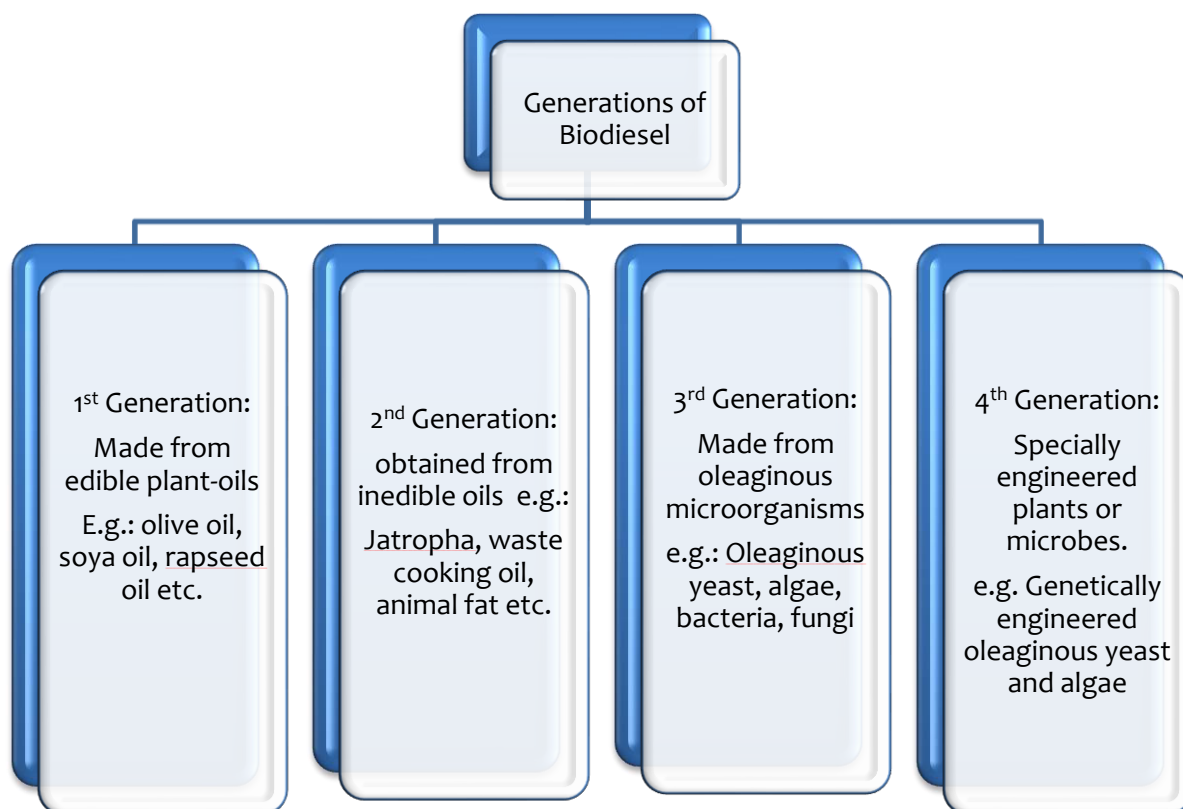 Generations of
Biodiesel
1st Generation:
Made from
edible plant-oils
E.g.: olive oil,
soya oil, rapseed
oil etc.
2nd Generation:
obtained from
inedible oils e.g.:
Jatropha, waste
cooking oil,
animal fat etc.
3rd Generation:
Made from
oleaginous
microorganisms
e.g.: Oleaginous
yeast, algae,
bacteria, fungi
4th Generation:
Specially
engineered
plants or
microbes.
e.g. Genetically
engineered
oleaginous yeast
and algae